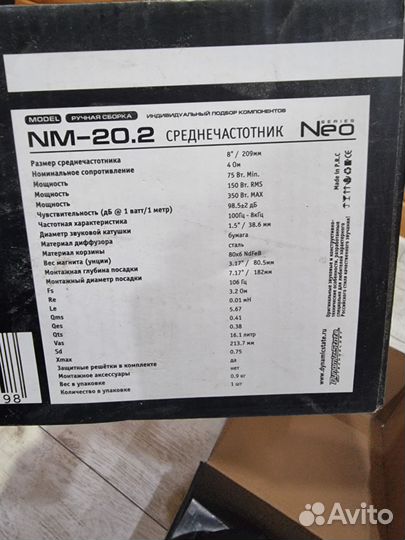 MODEL РУЧНАЯ СБОРКА ИНДИВИДУАЛЬНЫЙ ПОДБОР КОМПОНЕНТОВ
NM-20.2 СРЕДНЕЧАСТОТНИК Neo SERIES
Размер среднечастотника 8" / 209мм
Номинальное сопротивление 4 Ом
Мощность 75 Вт. Min.
Мощность 150 Вт. RMS
Мощность 350 Вт. MAX
Чувствительность (дБ @ 1 ватт/1 метр) 98.5±2 дБ
Частотная характеристика 100Гц - 8кГц
Диаметр звуковой катушки 1.5" / 38.6 мм
Материал диффузора бумага
Материал корзины сталь
Вес магнита (унции) 80x6 NdFeB
Монтажная глубина посадки 3.17" / 80.5мм
Монтажный диаметр посадки 7.17" / 182мм
Fs 106 Гц
Re 3.2 Ом
Le 0.01 мН
Qms 5.67
Qes 0.41
Qts 0.38
Vas 16.1 литр
Sd 213.7 мм
Xmax 0.75
Защитные решётки в комплекте да
Монтажные аксессуары нет
Вес в упаковке 0.9 кг
Количество в упаковке 1 шт
Made in P.R.C
www.dynamicstate.ru
98
Avito